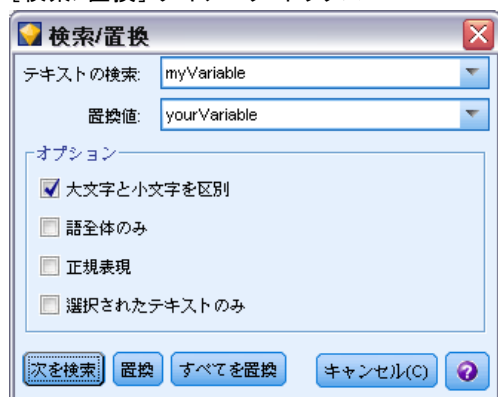 検索/置換
テキストの検索: myVariable
置換値: yourVariable
オプション
大文字と小文字を区別
語全体のみ
正規表現
選択されたテキストのみ
次を検索 置換 すべてを置換 キャンセル(C) ?